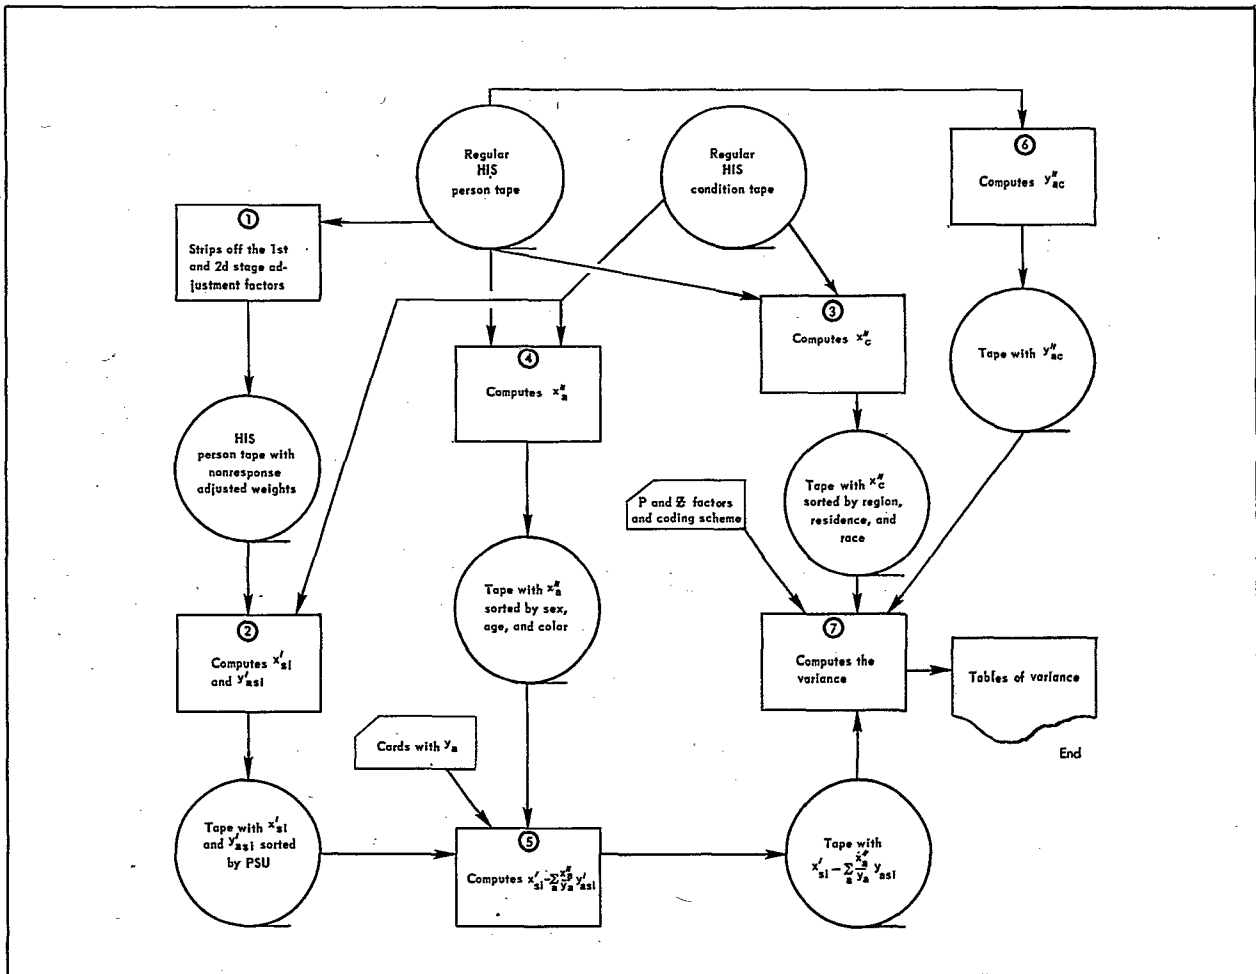 Regular
HIS
person tape
Regular
HIS
condition tape
6
Computes y″ac
1
Strips off the 1st
and 2d stage ad-
justment factors
3
Computes x″c
4
Computes x″a
Tape with y″ac
HIS
person tape with
nonresponse
adjusted weights
P and Z factors
and coding scheme
Tape with x″c
sorted by region,
residence, and
race
Tape with x″a
sorted by sex,
age, and color
2
Computes x′si
and y′asi
7
Computes the
variance
Tables of variance
End
Cards with ya
Tape with x′si
and y′asi sorted
by PSU
5
Computes x′si – Σa x″a/ya y′asi
Tape with
x′si – Σa x″a/ya yasi